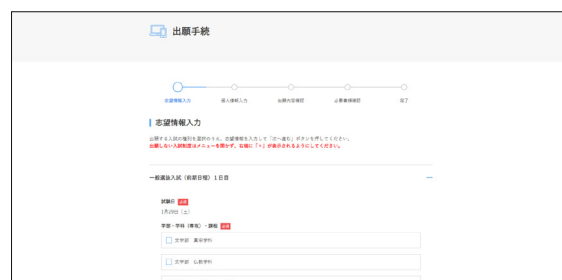 出願手続
志望情報入力 個人情報入力 出願内容確認 必要事項確認 完了
志望情報入力
出願する入試の種別を選択のうえ、志望情報を入力して「次へ進む」ボタンを押してください。
出願しない入試制度はメニューを開かず、右端に「+」が表示されるようにしてください。
一般選抜入試（前期日程）1日目
試験日 必須
1月29日（土）
学部・学科（専攻）・課程 必須
文学部 真宗学科
文学部 仏教学科